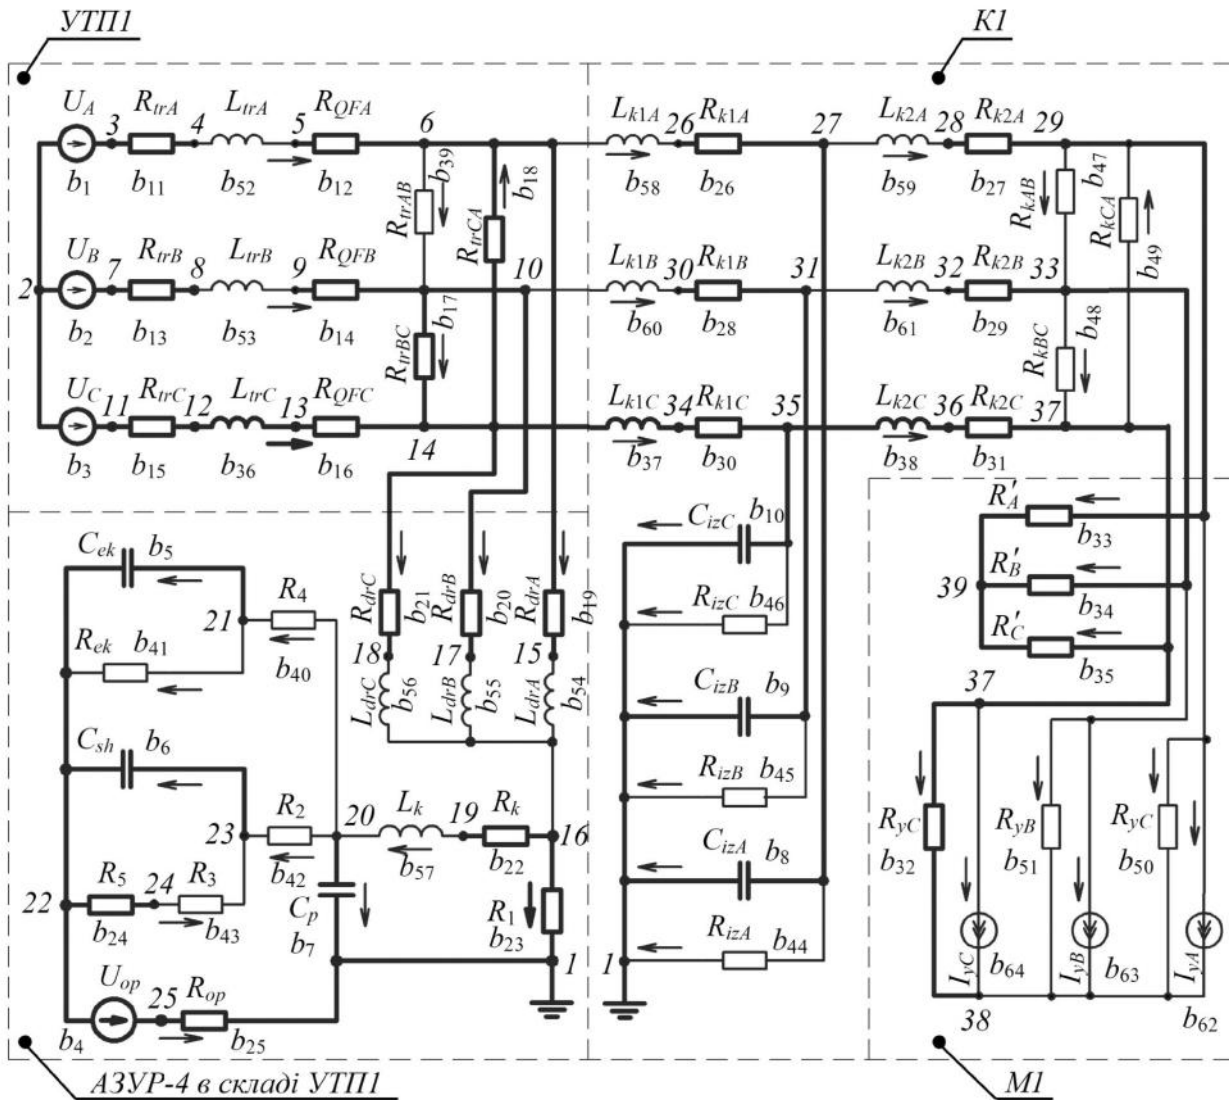 УТП1
К1
U_A 3 R_trA 4 L_trA 5 R_QFA 6 L_k1A 26 R_k1A 27 L_k2A 28 R_k2A 29
b_1 b_11 b_52 b_12 R_trAB b_39 R_trCA b_18 b_58 b_26 b_59 b_27 R_kAB b_47 R_kCA b_49
2 U_B 7 R_trB 8 L_trB 9 R_QFB 10 L_k1B 30 R_k1B 31 L_k2B 32 R_k2B 33
b_2 b_13 b_53 b_14 R_trBC b_17 b_60 b_28 b_61 b_29 R_kBC b_48
U_C 11 R_trC 12 L_trC 13 R_QFC 14 L_k1C 34 R_k1C 35 L_k2C 36 R_k2C 37
b_3 b_15 b_36 b_16 b_37 b_30 b_38 b_31
C_ek b_5 R_4
21 b_40
R_ek b_41
R_drC b_21 R_drB b_20 R_drA b_19
18 17 15
L_drC b_56 L_drB b_55 L_drA b_54
C_sh b_6 R_2 20 L_k 19 R_k 16
23 b_42 b_57 b_22
22 R_5 24 R_3 C_p R_1
b_24 b_43 b_7 b_23
U_op 25 R_op 1
b_4 b_25
C_izC b_10
R_izC b_46
C_izB b_9
R_izB b_45
C_izA b_8
1 R_izA b_44
R'_A b_33
39 R'_B b_34
R'_C b_35
37
R_yC R_yB R_yC
b_32 b_51 b_50
I_yC b_64 I_yB b_63 I_yA
38 b_62
АЗУР-4 в складі УТП1
М1